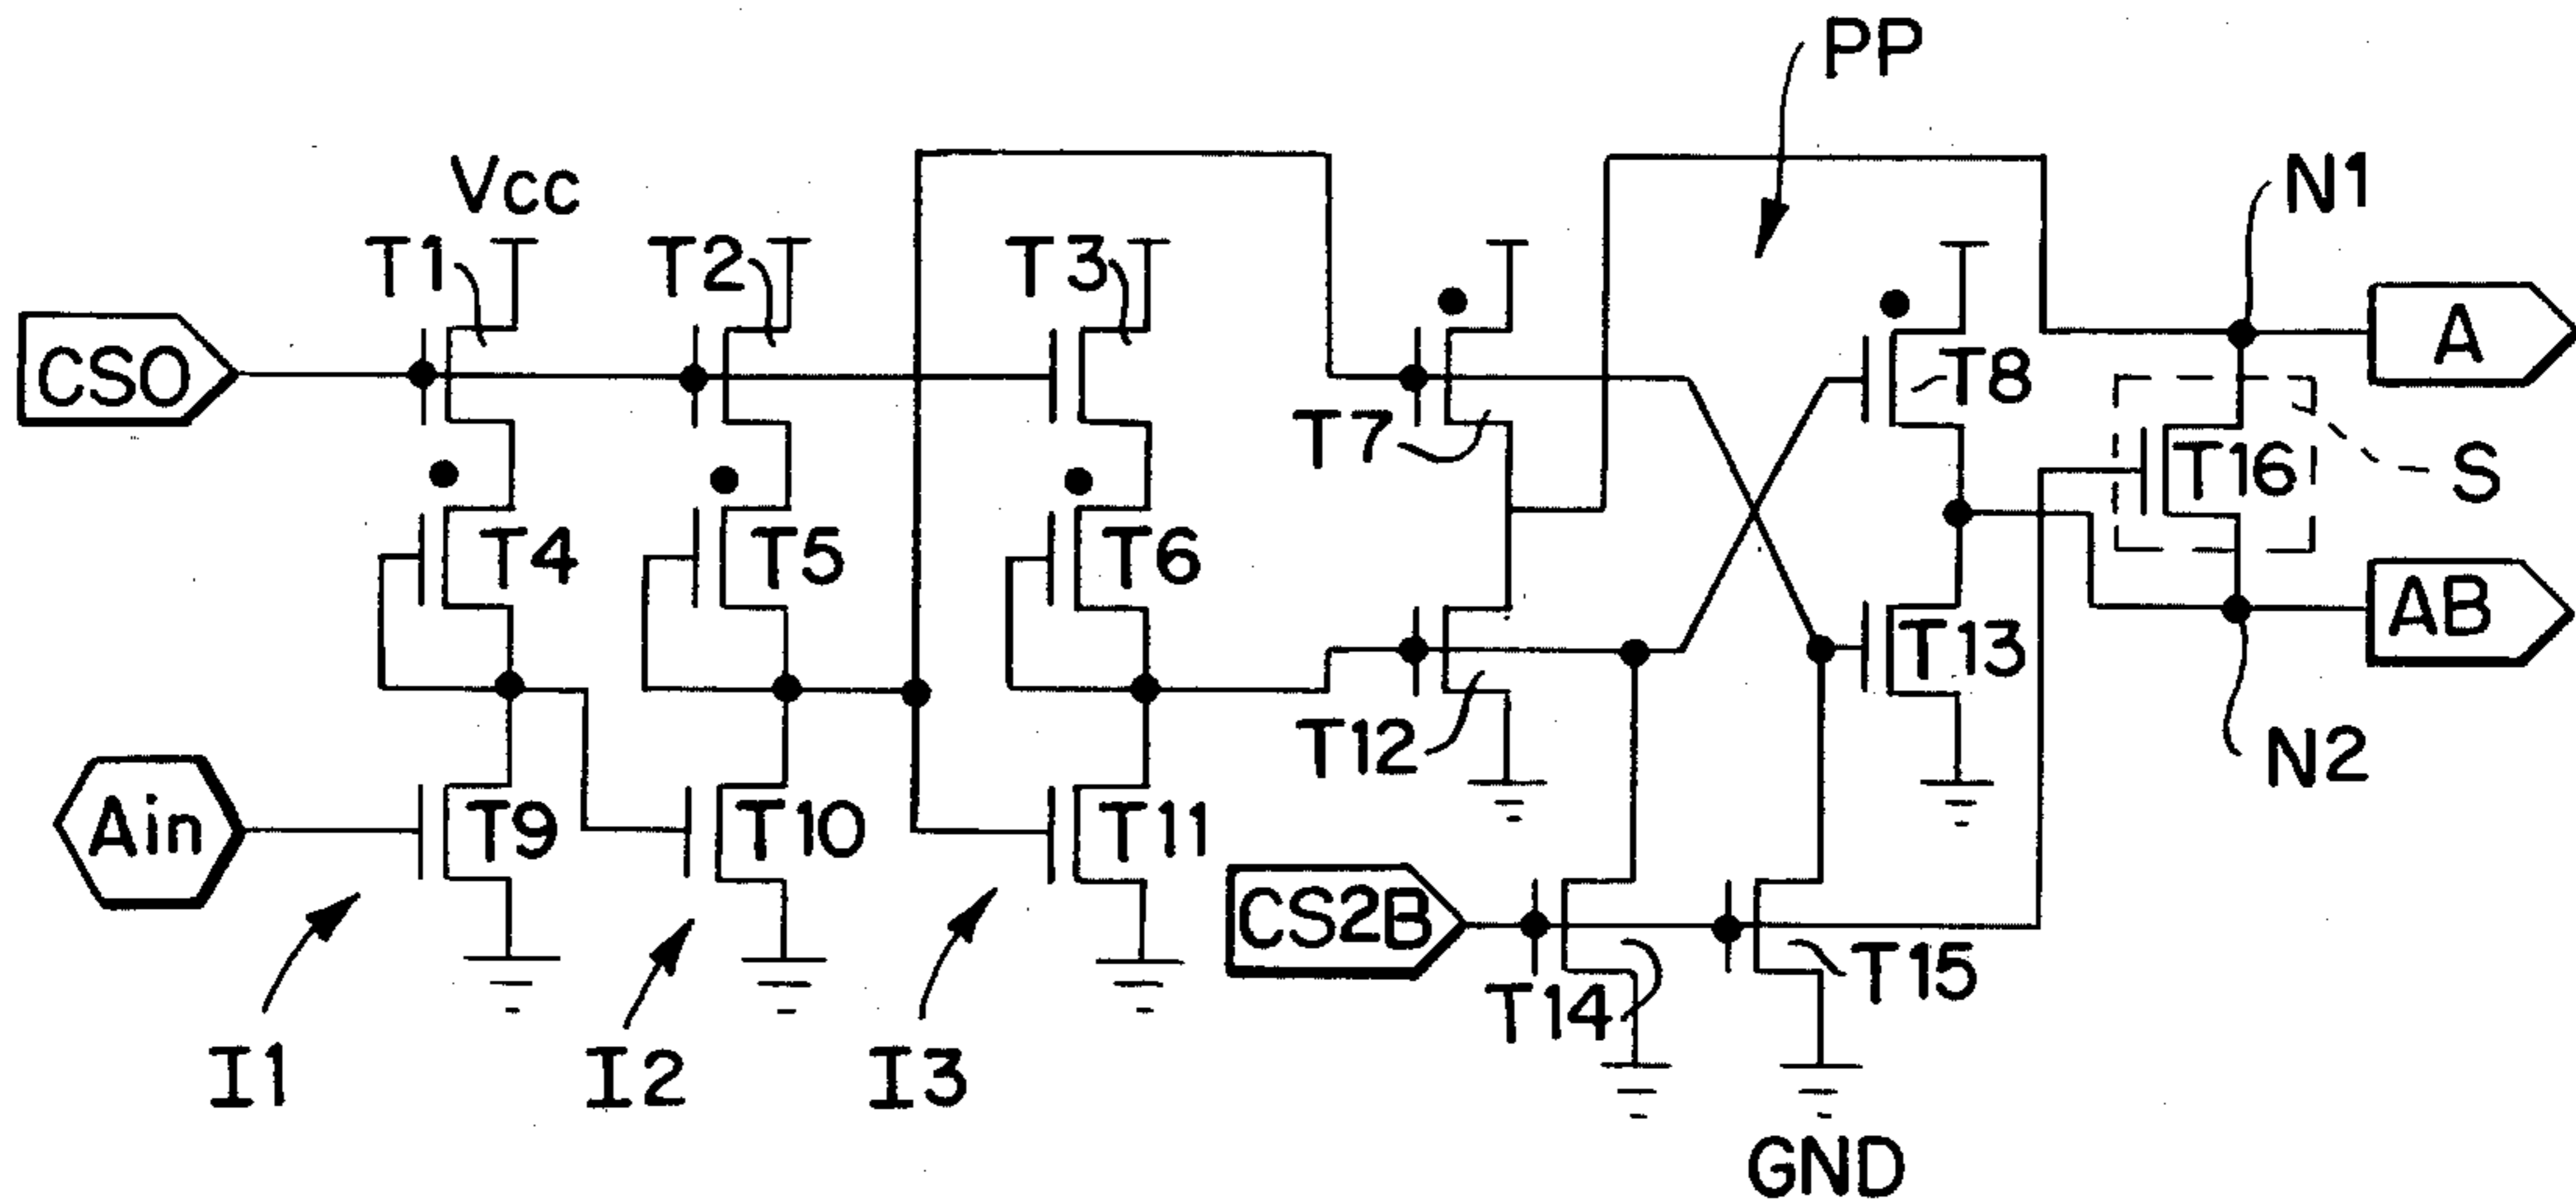 PP
Vcc
N1
T1
T2
T3
CSO
A
T8
T7
T16
S
T4
T5
T6
AB
T13
T12
N2
Ain
T9
T10
T11
CS2B
T15
T14
I1
I2
I3
GND